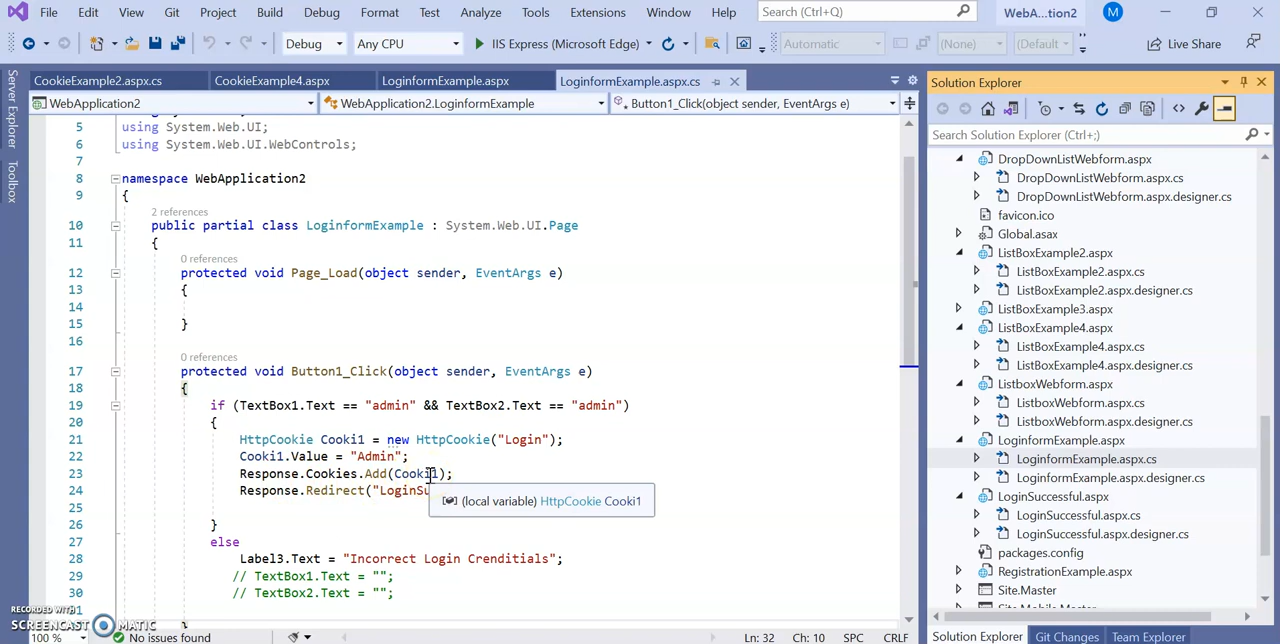 File Edit View Git Project Build Debug Format Test Analyze Tools Extensions Window Help Search (Ctrl+Q) WebA...tion2 M
Debug Any CPU IIS Express (Microsoft Edge) Automatic (None) (Default) Live Share
CookieExample2.aspx.cs CookieExample4.aspx LoginformExample.aspx LoginformExample.aspx.cs
WebApplication2 WebApplication2.LoginformExample Button1_Click(object sender, EventArgs e)
Server Explorer
Toolbox
5 using System.Web.UI;
6 using System.Web.UI.WebControls;
7
8 namespace WebApplication2
9 {
2 references
10 public partial class LoginformExample : System.Web.UI.Page
11 {
0 references
12 protected void Page_Load(object sender, EventArgs e)
13 {
14
15 }
16
0 references
17 protected void Button1_Click(object sender, EventArgs e)
18 {
19 if (TextBox1.Text == "admin" && TextBox2.Text == "admin")
20 {
21 HttpCookie Cooki1 = new HttpCookie("Login");
22 Cooki1.Value = "Admin";
23 Response.Cookies.Add(Cooki1);
24 Response.Redirect("LoginSu
(local variable) HttpCookie Cooki1
25
26 }
27 else
28 Label3.Text = "Incorrect Login Crenditials";
29 // TextBox1.Text = "";
30 // TextBox2.Text = "";
31
}
RECORDED WITH
SCREENCAST MATIC
100 % No issues found Ln: 32 Ch: 10 SPC CRLF
Solution Explorer
Search Solution Explorer (Ctrl+;)
DropDownListWebform.aspx
DropDownListWebform.aspx.cs
DropDownListWebform.aspx.designer.cs
favicon.ico
Global.asax
ListBoxExample2.aspx
ListBoxExample2.aspx.cs
ListBoxExample2.aspx.designer.cs
ListBoxExample3.aspx
ListBoxExample4.aspx
ListBoxExample4.aspx.cs
ListBoxExample4.aspx.designer.cs
ListboxWebform.aspx
ListboxWebform.aspx.cs
ListboxWebform.aspx.designer.cs
LoginformExample.aspx
LoginformExample.aspx.cs
LoginformExample.aspx.designer.cs
LoginSuccessful.aspx
LoginSuccessful.aspx.cs
LoginSuccessful.aspx.designer.cs
packages.config
RegistrationExample.aspx
Site.Master
Site.Mobile.Master
Solution Explorer Git Changes Team Explorer